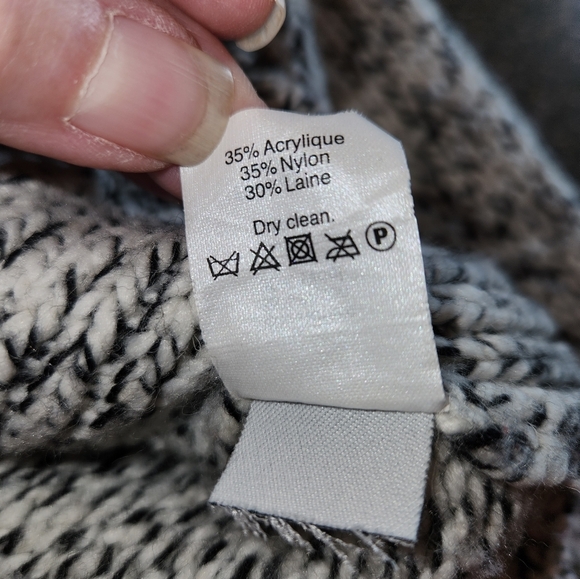 35% Acrylique
35% Nylon
30% Laine
Dry clean.
P